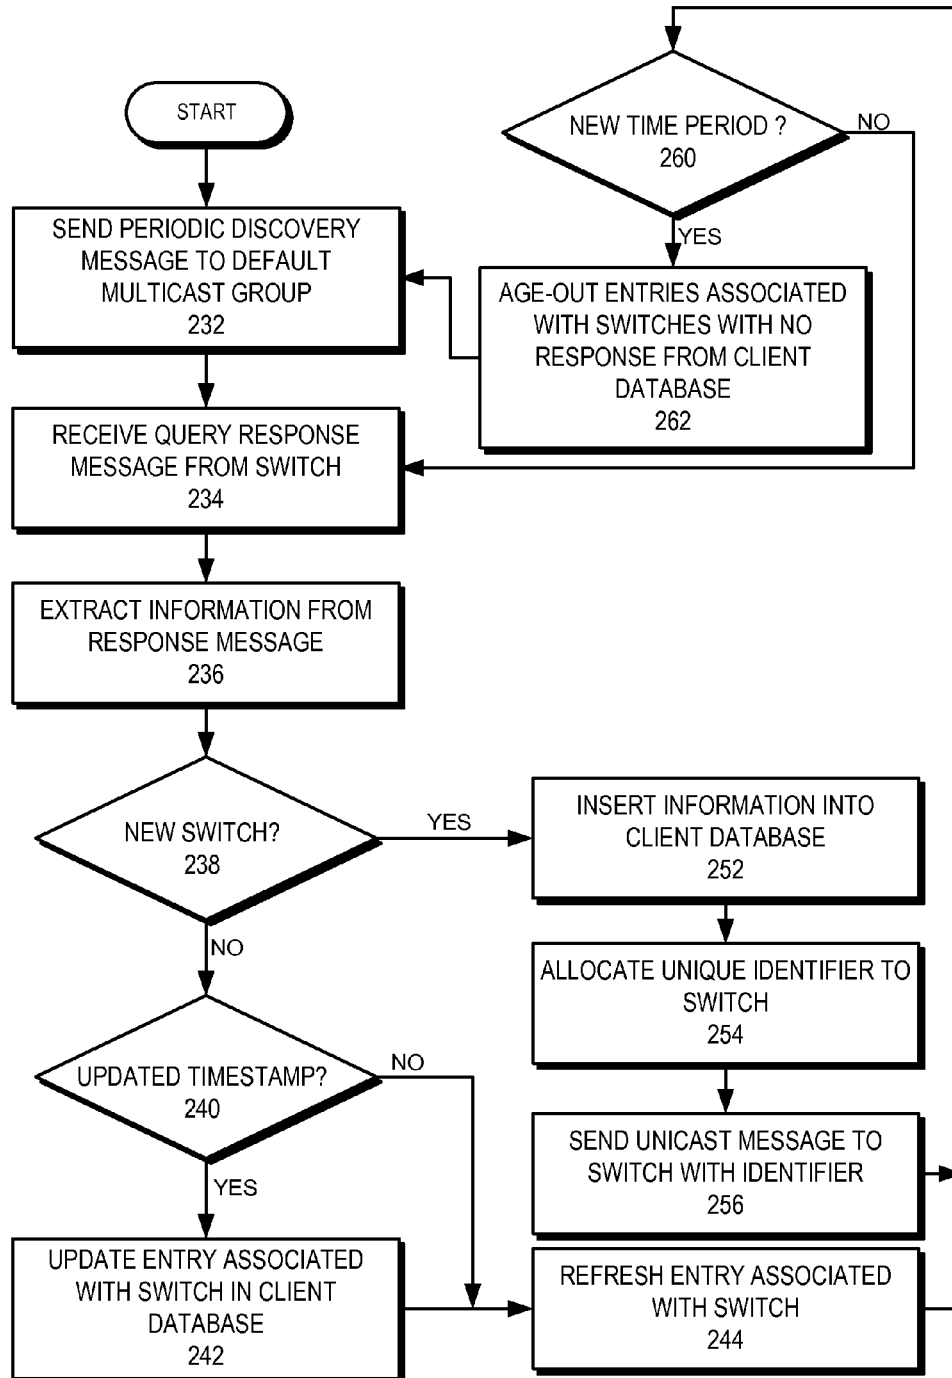 START
SEND PERIODIC DISCOVERY
MESSAGE TO DEFAULT
MULTICAST GROUP
232
NEW TIME PERIOD ?
260
NO
YES
AGE-OUT ENTRIES ASSOCIATED
WITH SWITCHES WITH NO
RESPONSE FROM CLIENT
DATABASE
262
RECEIVE QUERY RESPONSE
MESSAGE FROM SWITCH
234
EXTRACT INFORMATION FROM
RESPONSE MESSAGE
236
NEW SWITCH?
238
YES
NO
INSERT INFORMATION INTO
CLIENT DATABASE
252
ALLOCATE UNIQUE IDENTIFIER TO
SWITCH
254
SEND UNICAST MESSAGE TO
SWITCH WITH IDENTIFIER
256
UPDATED TIMESTAMP?
240
NO
YES
UPDATE ENTRY ASSOCIATED
WITH SWITCH IN CLIENT
DATABASE
242
REFRESH ENTRY ASSOCIATED
WITH SWITCH
244